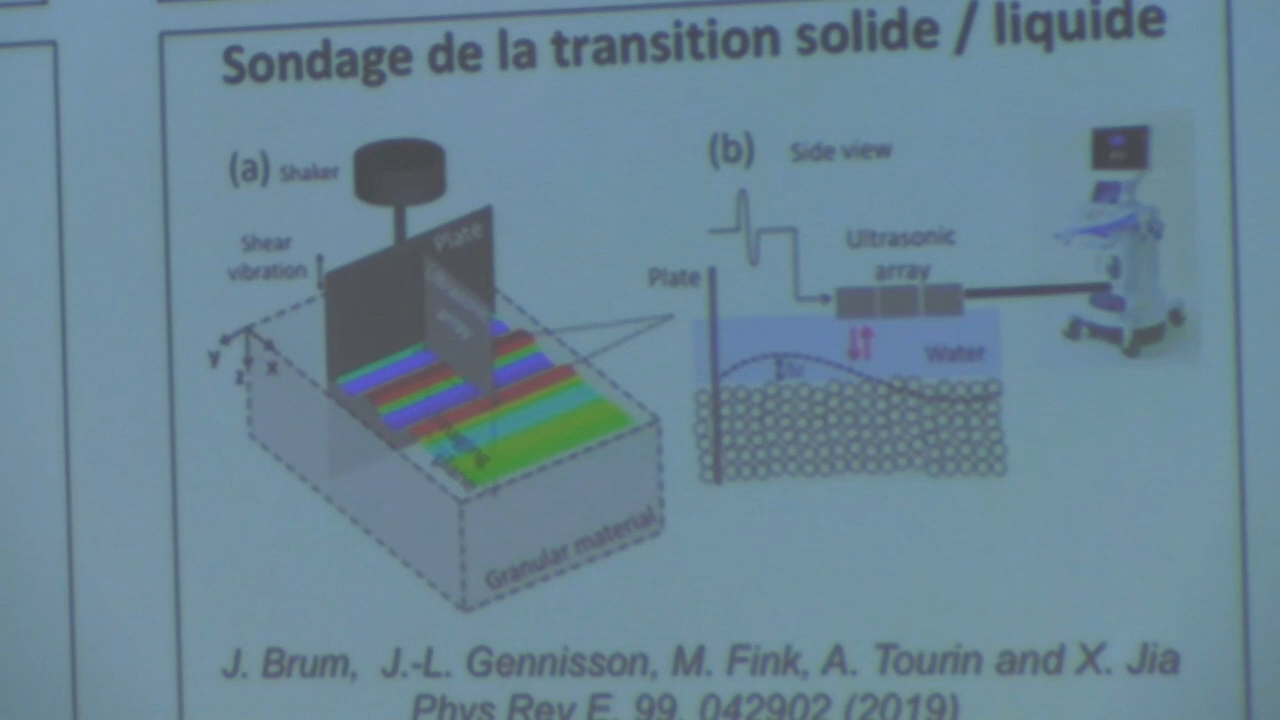 Sondage de la transition solide / liquide
(a)
Shaker
Shear
vibration
Plate
array
y
z
x
Granular material
(b)
Side view
Ultrasonic
array
Plate
Water
J. Brum, J.-L. Gennisson, M. Fink, A. Tourin and X. Jia
Phys Rev E, 99, 042902 (2019)